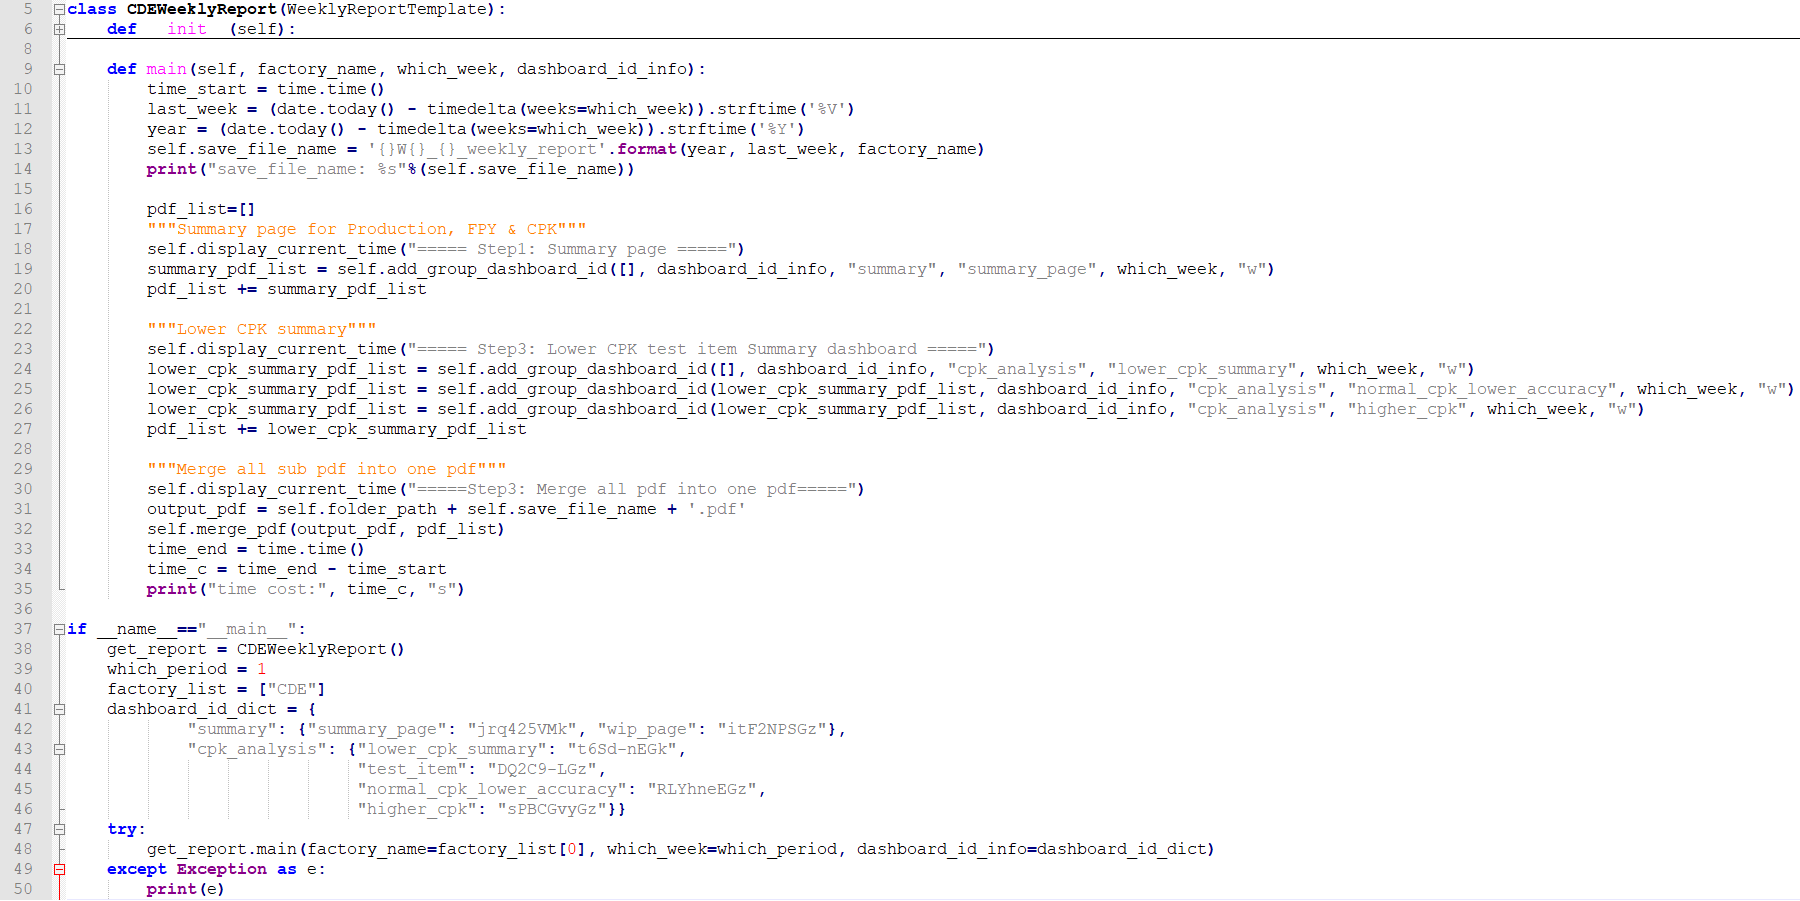 5 class CDEWeeklyReport(WeeklyReportTemplate):
6 def __init__(self):
8
9 def main(self, factory_name, which_week, dashboard_id_info):
10 time_start = time.time()
11 last_week = (date.today() - timedelta(weeks=which_week)).strftime('%V')
12 year = (date.today() - timedelta(weeks=which_week)).strftime('%Y')
13 self.save_file_name = '{}W{}_{}_weekly_report'.format(year, last_week, factory_name)
14 print("save_file_name: %s"%(self.save_file_name))
15
16 pdf_list=[]
17 """Summary page for Production, FPY & CPK"""
18 self.display_current_time("===== Step1: Summary page =====")
19 summary_pdf_list = self.add_group_dashboard_id([], dashboard_id_info, "summary", "summary_page", which_week, "w")
20 pdf_list += summary_pdf_list
21
22 """Lower CPK summary"""
23 self.display_current_time("===== Step3: Lower CPK test item Summary dashboard =====")
24 lower_cpk_summary_pdf_list = self.add_group_dashboard_id([], dashboard_id_info, "cpk_analysis", "lower_cpk_summary", which_week, "w")
25 lower_cpk_summary_pdf_list = self.add_group_dashboard_id(lower_cpk_summary_pdf_list, dashboard_id_info, "cpk_analysis", "normal_cpk_lower_accuracy", which_week, "w")
26 lower_cpk_summary_pdf_list = self.add_group_dashboard_id(lower_cpk_summary_pdf_list, dashboard_id_info, "cpk_analysis", "higher_cpk", which_week, "w")
27 pdf_list += lower_cpk_summary_pdf_list
28
29 """Merge all sub pdf into one pdf"""
30 self.display_current_time("=====Step3: Merge all pdf into one pdf=====")
31 output_pdf = self.folder_path + self.save_file_name + '.pdf'
32 self.merge_pdf(output_pdf, pdf_list)
33 time_end = time.time()
34 time_c = time_end - time_start
35 print("time cost:", time_c, "s")
36
37 if __name__=="__main__":
38 get_report = CDEWeeklyReport()
39 which_period = 1
40 factory_list = ["CDE"]
41 dashboard_id_dict = {
42 "summary": {"summary_page": "jrq425VMk", "wip_page": "itF2NPSGz"},
43 "cpk_analysis": {"lower_cpk_summary": "t6Sd-nEGk",
44 "test_item": "DQ2C9-LGz",
45 "normal_cpk_lower_accuracy": "RLYhneEGz",
46 "higher_cpk": "sPBCGvyGz"}}
47 try:
48 get_report.main(factory_name=factory_list[0], which_week=which_period, dashboard_id_info=dashboard_id_dict)
49 except Exception as e:
50 print(e)